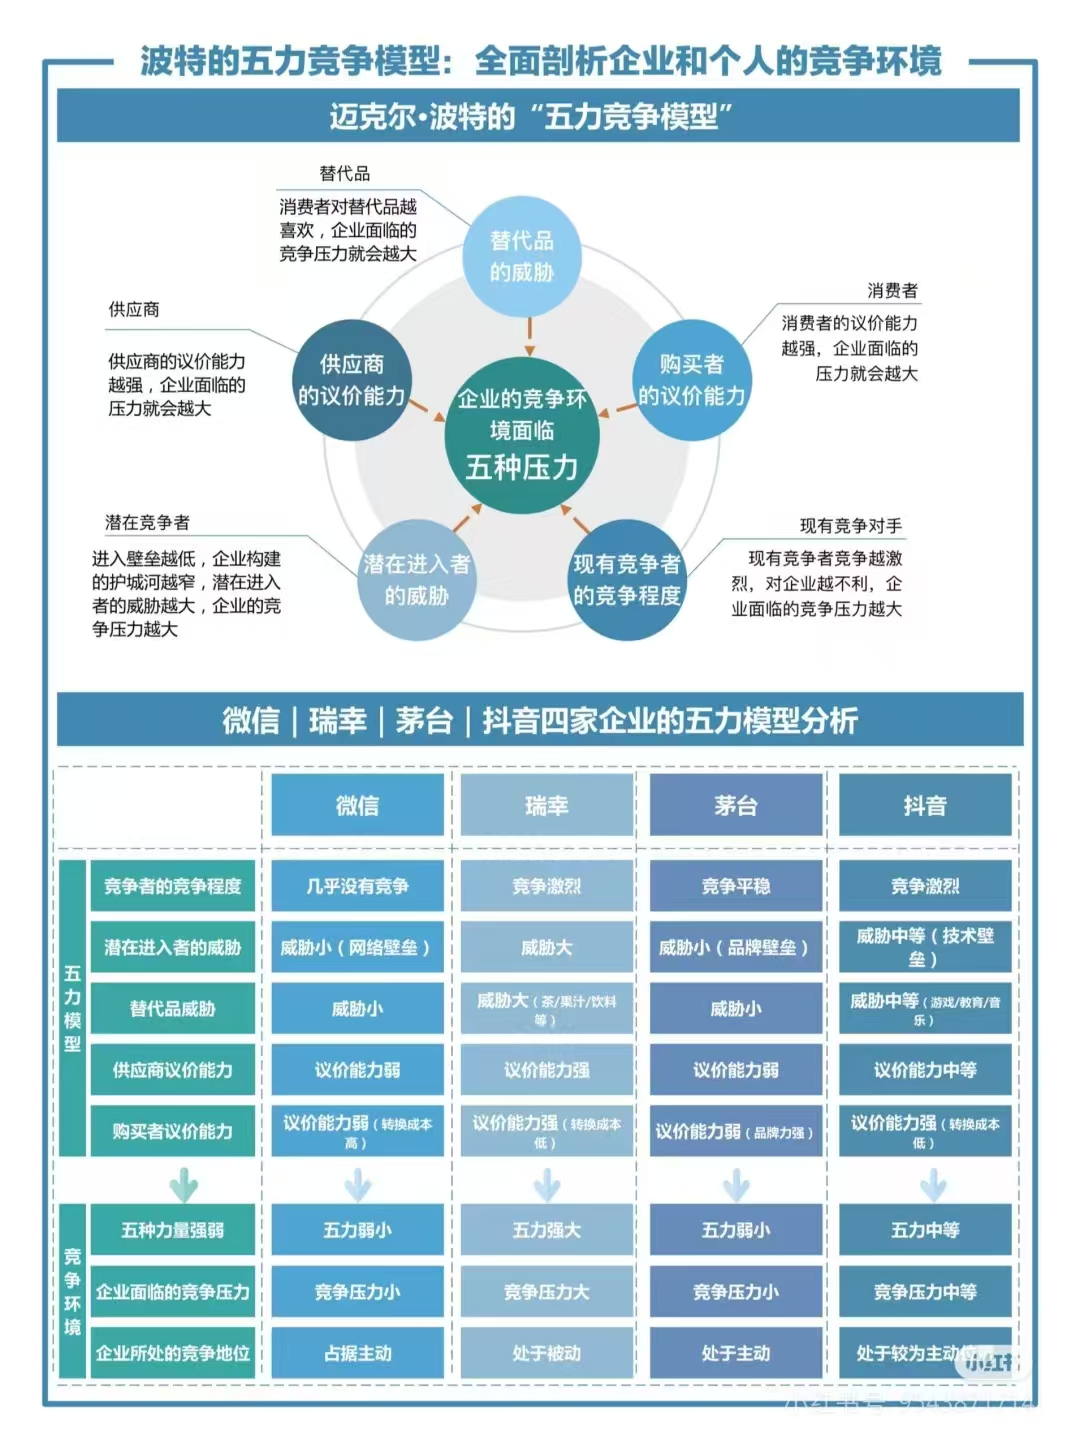 波特的五力竞争模型：全面剖析企业和个人的竞争环境
迈克尔•波特的“五力竞争模型”
替代品
消费者对替代品越
喜欢，企业面临的
竞争压力就会越大
替代品
的威胁
供应商
供应商的议价能力
越强，企业面临的
压力就会越大
供应商
的议价能力
消费者
消费者的议价能力
越强，企业面临的
压力就会越大
购买者
的议价能力
企业的竞争环
境面临
五种压力
潜在竞争者
进入壁垒越低，企业构建
的护城河越窄，潜在进入
者的威胁越大，企业的竞
争压力越大
潜在进入者
的威胁
现有竞争对手
现有竞争者竞争越激
烈，对企业越不利，企
业面临的竞争压力越大
现有竞争者
的竞争程度
微信｜瑞幸｜茅台｜抖音四家企业的五力模型分析
微信 瑞幸 茅台 抖音
五力模型
竞争者的竞争程度 几乎没有竞争 竞争激烈 竞争平稳 竞争激烈
潜在进入者的威胁 威胁小（网络壁垒） 威胁大 威胁小（品牌壁垒） 威胁中等（技术壁垒）
替代品威胁 威胁小 威胁大（茶/果汁/饮料等） 威胁小 威胁中等（游戏/教育/音乐）
供应商议价能力 议价能力弱 议价能力强 议价能力弱 议价能力中等
购买者议价能力 议价能力弱（转换成本高） 议价能力强（转换成本低） 议价能力弱（品牌力强） 议价能力强（转换成本低）
竞争环境
五种力量强弱 五力弱小 五力强大 五力弱小 五力中等
企业面临的竞争压力 竞争压力小 竞争压力大 竞争压力小 竞争压力中等
企业所处的竞争地位 占据主动 处于被动 处于主动 处于较为主动位
小红书
小红书号